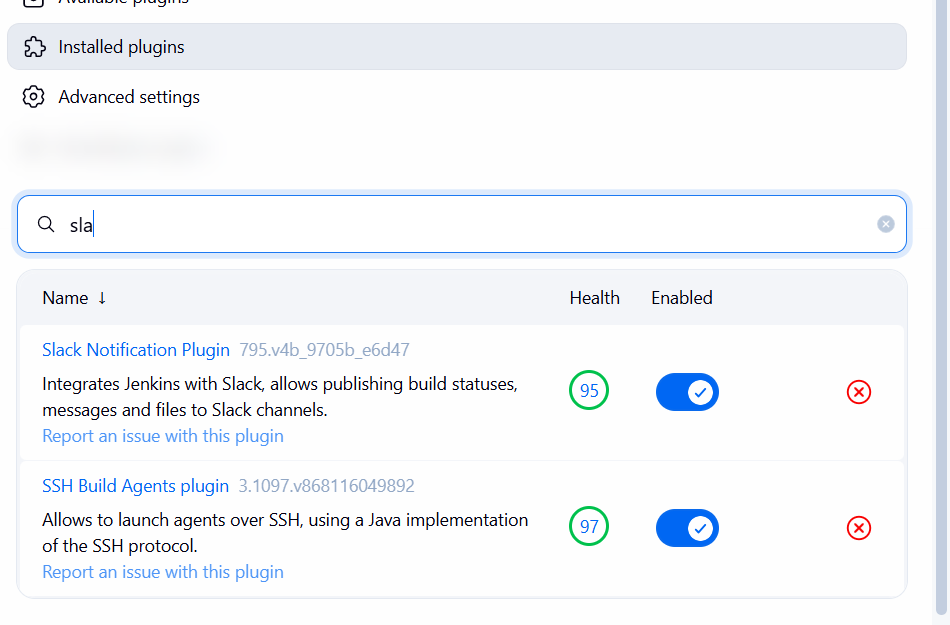 Available plugins
Installed plugins
Advanced settings
sla
Name ↓ Health Enabled
Slack Notification Plugin 795.v4b_9705b_e6d47
Integrates Jenkins with Slack, allows publishing build statuses,
messages and files to Slack channels.
95
Report an issue with this plugin
SSH Build Agents plugin 3.1097.v868116049892
Allows to launch agents over SSH, using a Java implementation
of the SSH protocol.
97
Report an issue with this plugin